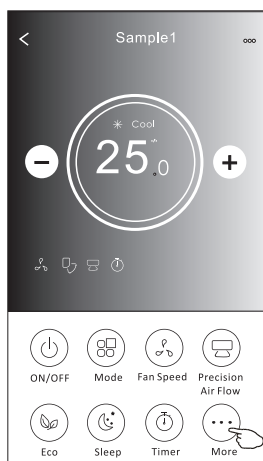 Sample1
Cool
25.0
ON/OFF Mode Fan Speed Precision Air Flow
Eco Sleep Timer More